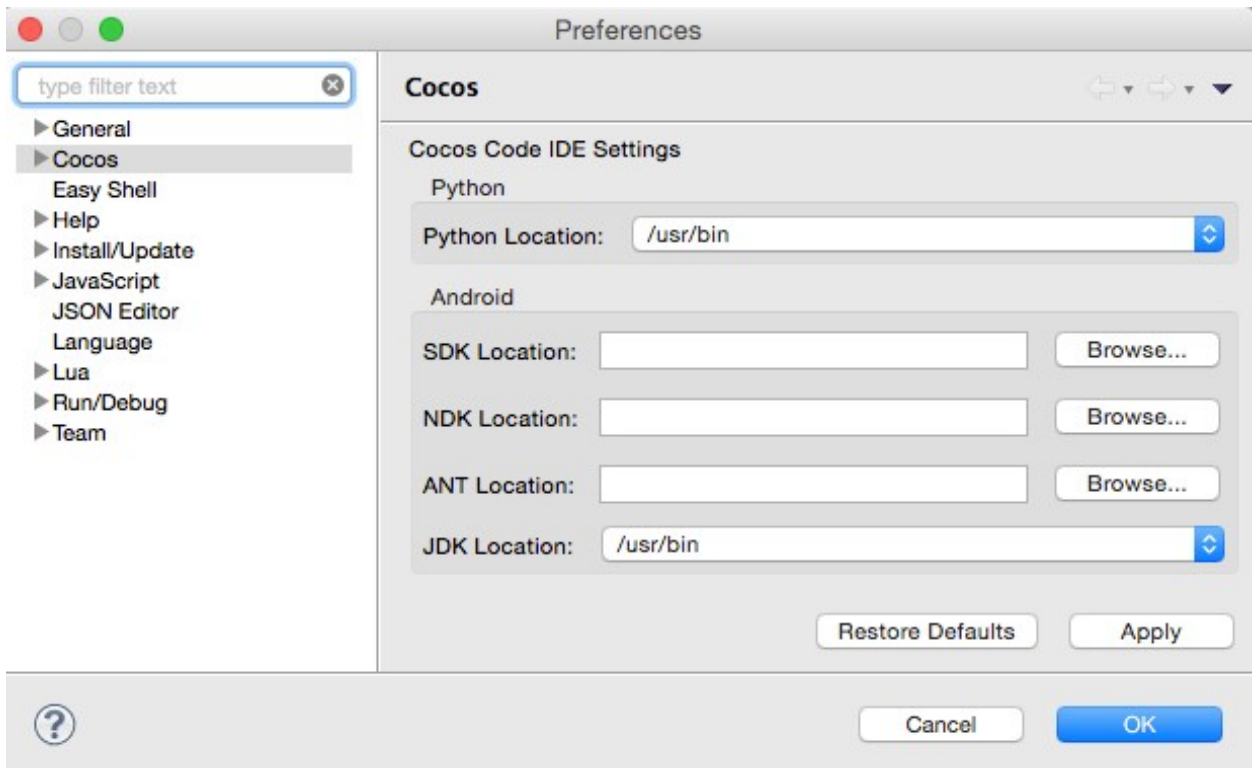 Preferences
type filter text
General
Cocos
Easy Shell
Help
Install/Update
JavaScript
JSON Editor
Language
Lua
Run/Debug
Team
Cocos
Cocos Code IDE Settings
Python
Python Location: /usr/bin
Android
SDK Location: Browse...
NDK Location: Browse...
ANT Location: Browse...
JDK Location: /usr/bin
Restore Defaults Apply
? Cancel OK